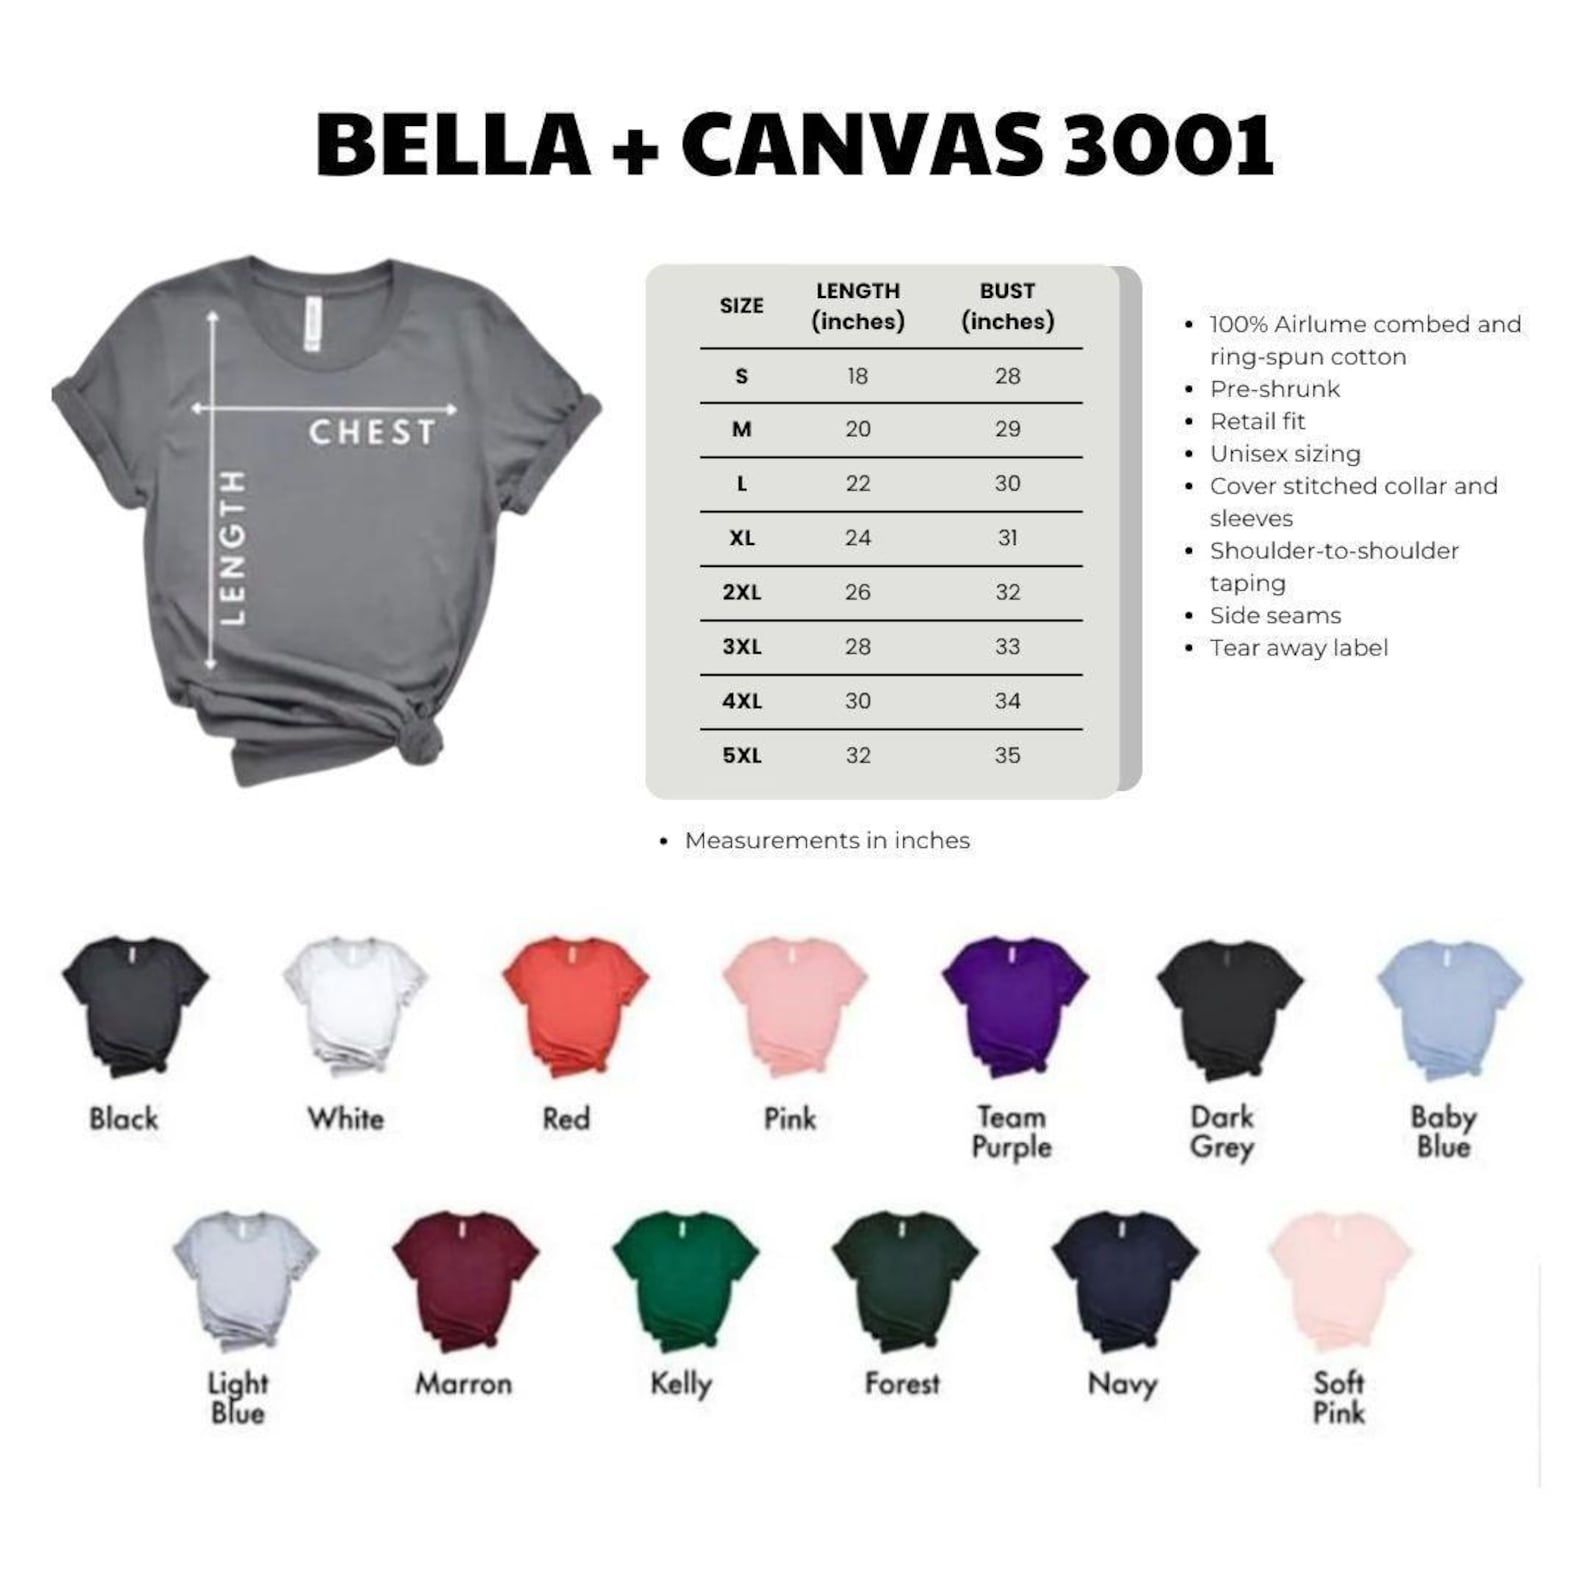 BELLA + CANVAS 3001
CHEST
LENGTH
SIZE LENGTH (inches) BUST (inches)
S 18 28
M 20 29
L 22 30
XL 24 31
2XL 26 32
3XL 28 33
4XL 30 34
5XL 32 35
• Measurements in inches
• 100% Airlume combed and
ring-spun cotton
• Pre-shrunk
• Retail fit
• Unisex sizing
• Cover stitched collar and
sleeves
• Shoulder-to-shoulder
taping
• Side seams
• Tear away label
Black
White
Red
Pink
Team
Purple
Dark
Grey
Baby
Blue
Light
Blue
Marron
Kelly
Forest
Navy
Soft
Pink